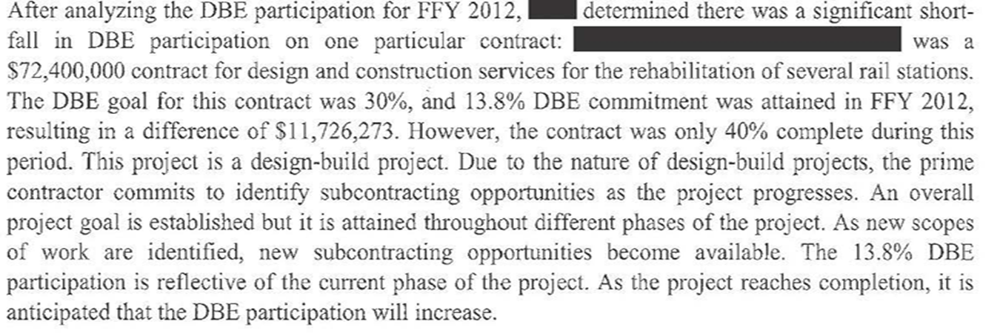 After analyzing the DBE participation for FFY 2012, determined there was a significant short-
fall in DBE participation on one particular contract: was a
$72,400,000 contract for design and construction services for the rehabilitation of several rail stations.
The DBE goal for this contract was 30%, and 13.8% DBE commitment was attained in FFY 2012,
resulting in a difference of $11,726,273. However, the contract was only 40% complete during this
period. This project is a design-build project. Due to the nature of design-build projects, the prime
contractor commits to identify subcontracting opportunities as the project progresses. An overall
project goal is established but it is attained throughout different phases of the project. As new scopes
of work are identified, new subcontracting opportunities become available. The 13.8% DBE
participation is reflective of the current phase of the project. As the project reaches completion, it is
anticipated that the DBE participation will increase.